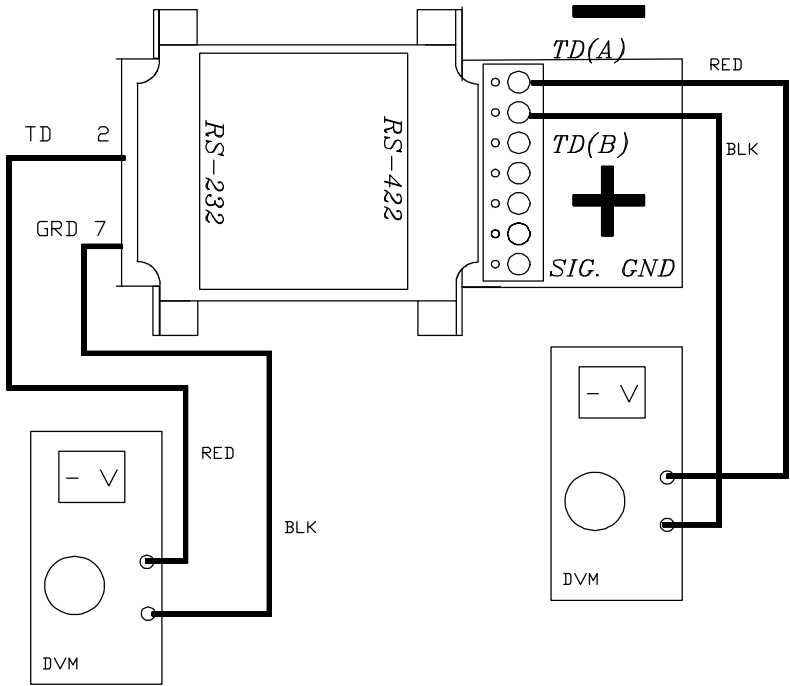 TD(A)
RED
TD 2
RS-232
RS-422
TD(B)
BLK
GRD 7
SIG. GND
- V
RED
- V
BLK
DVM
DVM